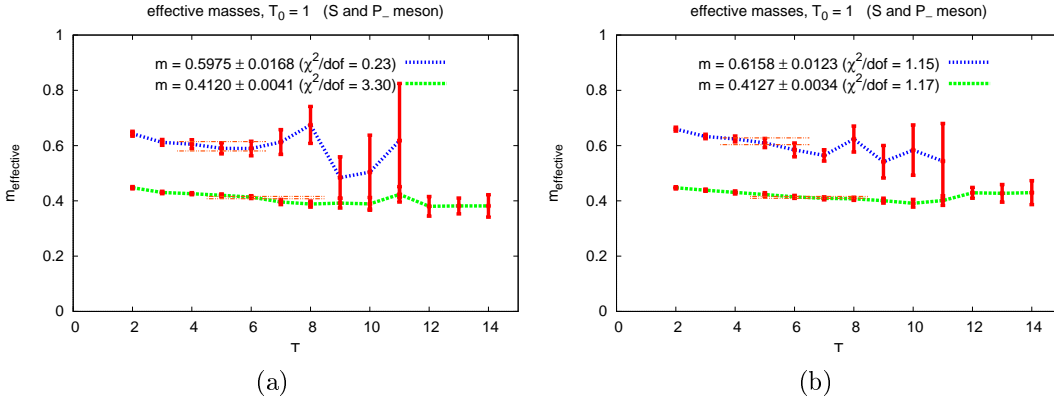 effective masses, T₀ = 1 (S and P₋ meson)
m = 0.5975 ± 0.0168 (χ²/dof = 0.23)
m = 0.4120 ± 0.0041 (χ²/dof = 3.30)
m_effective
1
0.8
0.6
0.4
0.2
0
0 2 4 6 8 10 12 14
T
(a)
effective masses, T₀ = 1 (S and P₋ meson)
m = 0.6158 ± 0.0123 (χ²/dof = 1.15)
m = 0.4127 ± 0.0034 (χ²/dof = 1.17)
m_effective
1
0.8
0.6
0.4
0.2
0
0 2 4 6 8 10 12 14
T
(b)